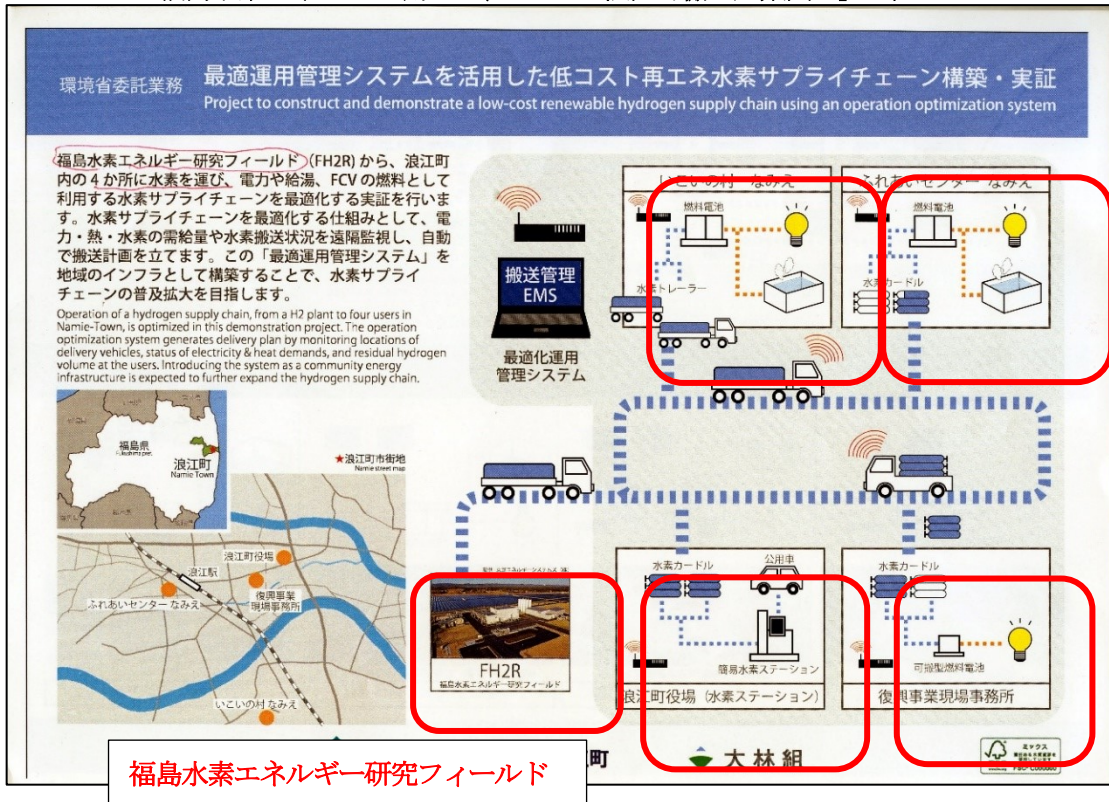 環境省委託業務
最適運用管理システムを活用した低コスト再エネ水素サプライチェーン構築・実証
Project to construct and demonstrate a low-cost renewable hydrogen supply chain using an operation optimization system
福島水素エネルギー研究フィールド (FH2R) から、浪江町
内の4か所に水素を運び、電力や給湯、FCVの燃料として
利用する水素サプライチェーンを最適化する実証を行いま
す。水素サプライチェーンを最適化する仕組みとして、電
力・熱・水素の需給量や水素搬送状況を遠隔監視し、自動
で搬送計画を立てます。この「最適運用管理システム」を
地域のインフラとして構築することで、水素サプライ
チェーンの普及拡大を目指します。
Operation of a hydrogen supply chain, from a H2 plant to four users in
Namie-Town, is optimized in this demonstration project. The operation
optimization system generates delivery plan by monitoring locations of
delivery vehicles, status of electricity & heat demands, and residual hydrogen
volume at the users. Introducing the system as a community energy
infrastructure is expected to further expand the hydrogen supply chain.
搬送管理
EMS
最適化運用
管理システム
いこいの村 なみえ
燃料電池
水素トレーラー
ふれあいセンター なみえ
燃料電池
水素カードル
福島県
Fukushima pref.
浪江町
Namie Town
★浪江町市街地
Namie street map
浪江町役場
浪江駅
復興事業
現場事務所
ふれあいセンター なみえ
いこいの村 なみえ
FH2R
福島水素エネルギー研究フィールド
水素カードル
公用車
簡易水素ステーション
浪江町役場（水素ステーション）
水素カードル
可搬型燃料電池
復興事業現場事務所
町
大林組
ミックス
福島水素エネルギー研究フィールド